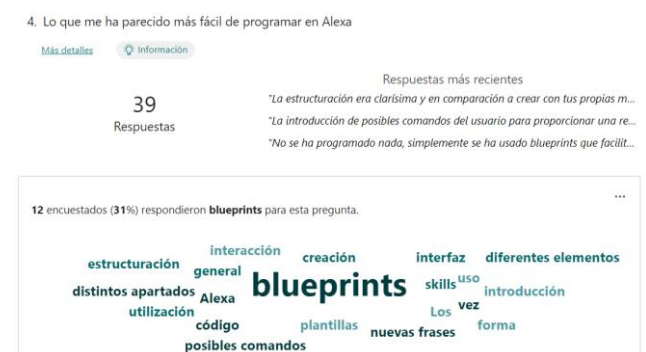 4. Lo que me ha parecido más fácil de programar en Alexa
Más detalles
Información
Respuestas más recientes
39
Respuestas
"La estructuración era clarísima y en comparación a crear con tus propias m...
"La introducción de posibles comandos del usuario para proporcionar una re...
"No se ha programado nada, simplemente se ha usado blueprints que facilit...
...
12 encuestados (31%) respondieron blueprints para esta pregunta.
interacción
creación
interfaz
diferentes elementos
estructuración
general
blueprints
skills
uso
distintos apartados
Alexa
introducción
utilización
Los
vez
código
plantillas
nuevas frases
forma
posibles comandos